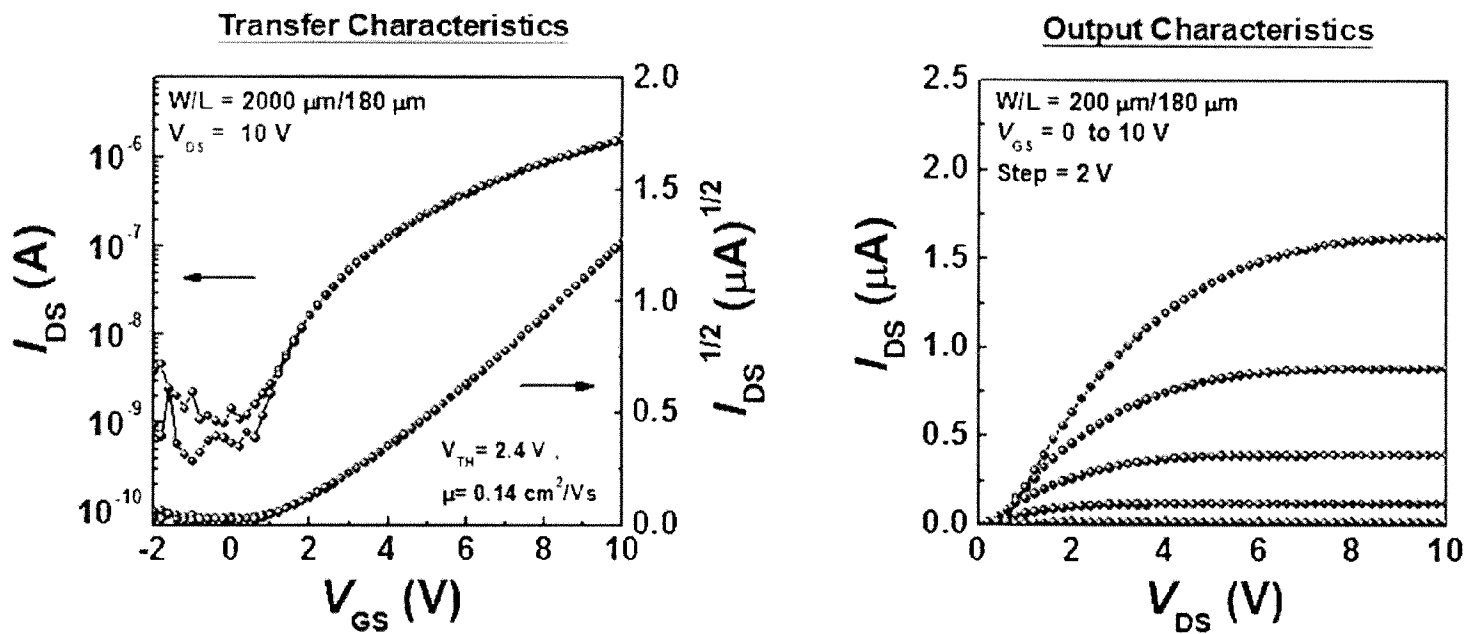 Transfer Characteristics
W/L = 2000 μm/180 μm
V_DS = 10 V
10^-6
10^-7
10^-8
10^-9
10^-10
I_DS (A)
2.0
1.5
1.0
0.5
0.0
I_DS^1/2 (μA)^1/2
V_TH = 2.4 V .
μ= 0.14 cm^2/Vs
-2 0 2 4 6 8 10
V_GS (V)
Output Characteristics
W/L = 200 μm/180 μm
V_GS = 0 to 10 V
Step = 2 V
2.5
2.0
1.5
1.0
0.5
0.0
I_DS (μA)
0 2 4 6 8 10
V_DS (V)